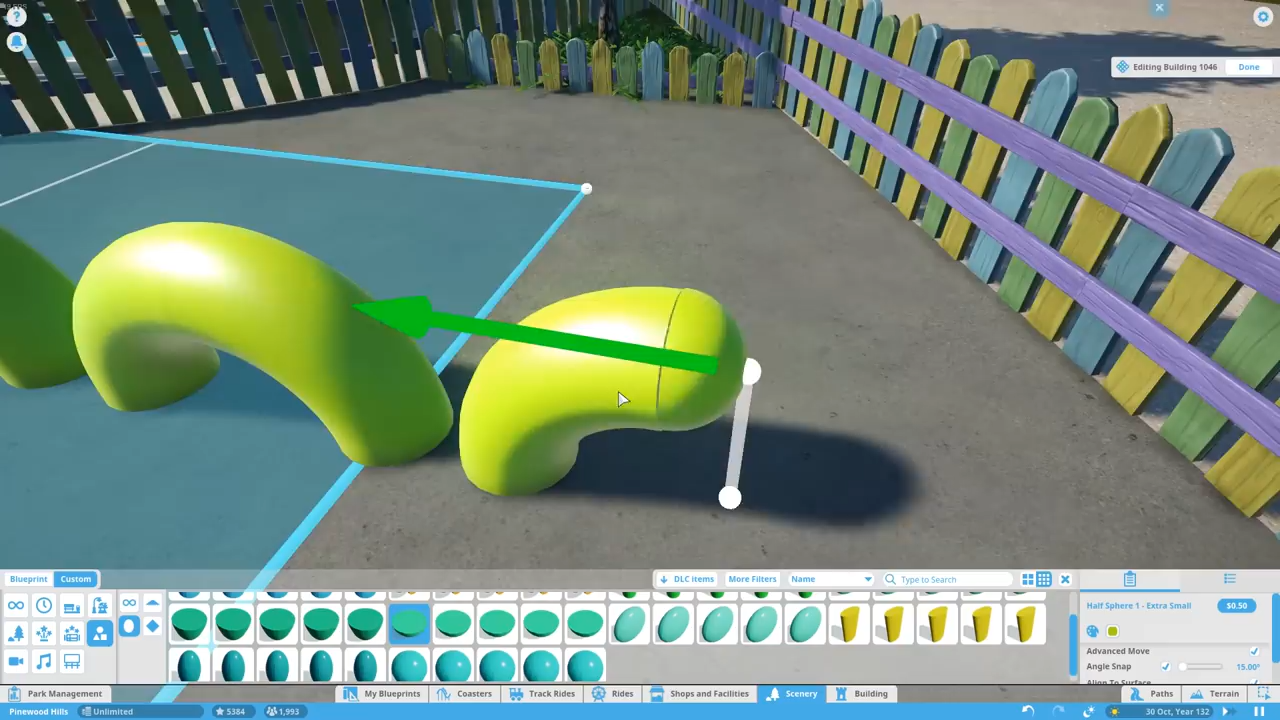 Editing Building 1046 Done
Blueprint Custom
DLC Items More Filters Name Type to Search
Half Sphere 1 - Extra Small $0.50
Advanced Move
Angle Snap 15.00°
Park Management My Blueprints Coasters Track Rides Rides Shops and Facilities Scenery Building Paths Terrain
Pinewood Hills Unlimited 5384 1,993 30 Oct, Year 132